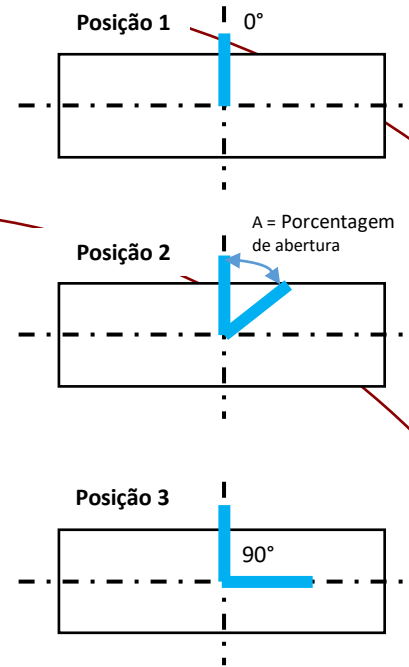 Posição 1
0°
A = Porcentagem
de abertura
Posição 2
Posição 3
90°